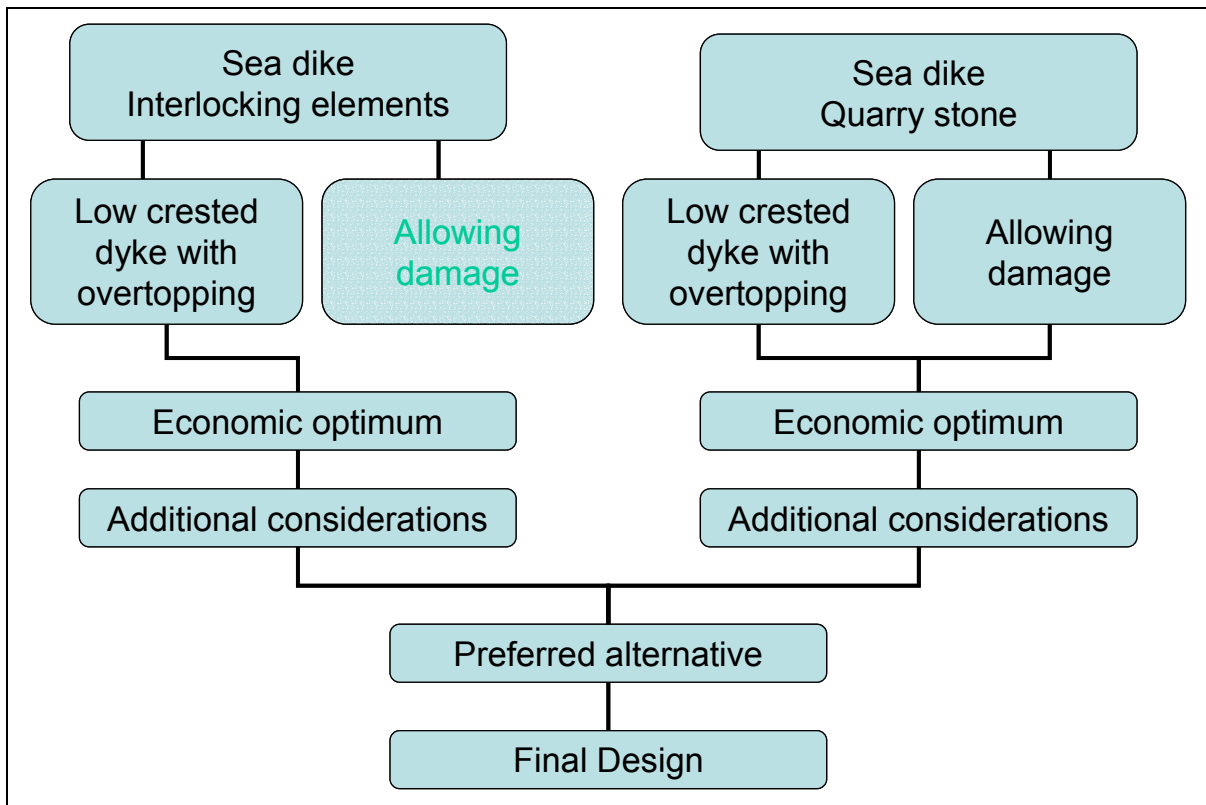 Sea dike
Interlocking elements
Sea dike
Quarry stone
Low crested
dyke with
overtopping
Allowing
damage
Low crested
dyke with
overtopping
Allowing
damage
Economic optimum
Economic optimum
Additional considerations
Additional considerations
Preferred alternative
Final Design